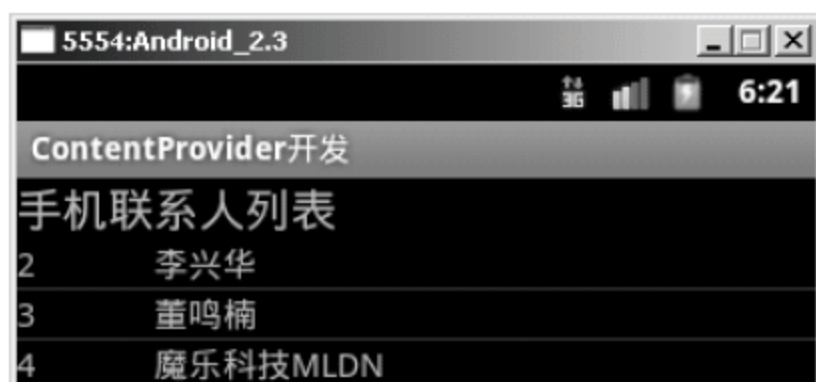 5554:Android_2.3
3G 6:21
ContentProvider开发
手机联系人列表
2 李兴华
3 董鸣楠
4 魔乐科技MLDN